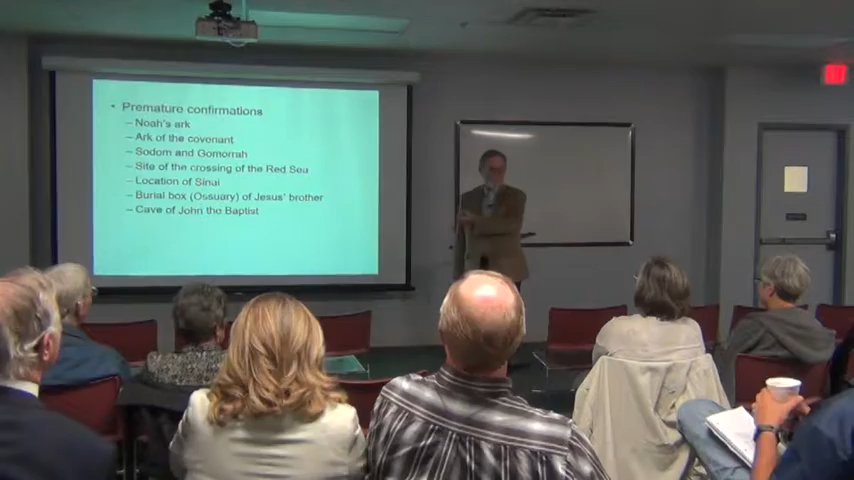 • Premature confirmations
– Noah's ark
– Ark of the covenant
– Sodom and Gomorrah
– Site of the crossing of the Red Sea
– Location of Sinai
– Burial box (Ossuary) of Jesus' brother
– Cave of John the Baptist